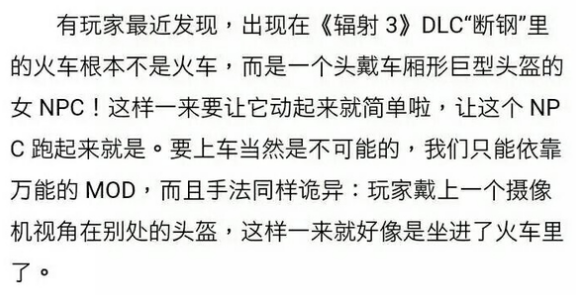 有玩家最近发现，出现在《辐射 3》DLC“断钢”里
的火车根本不是火车，而是一个头戴车厢形巨型头盔的
女 NPC！这样一来要让它动起来就简单啦，让这个 NP
C 跑起来就是。要上车当然是不可能的，我们只能依靠
万能的 MOD，而且手法同样诡异：玩家戴上一个摄像
机视角在别处的头盔，这样一来就好像是坐进了火车里
了。